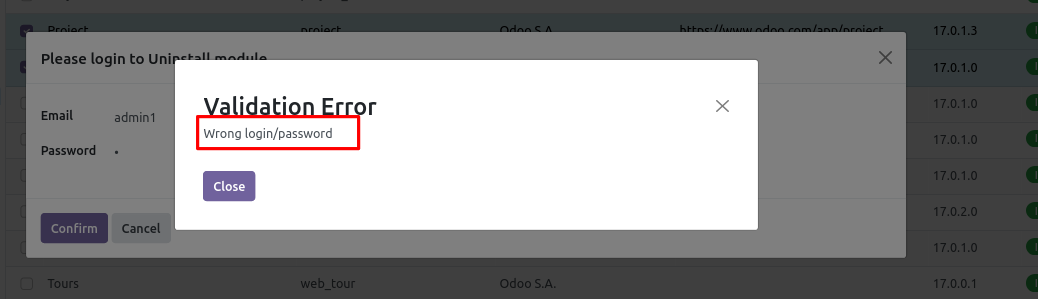 Project project Odoo S.A. https://www.odoo.com/app/project 17.0.1.3
Please login to Uninstall module
17.0.1.0
Validation Error
17.0.1.0
Email admin1
Wrong login/password
17.0.1.0
Password •
17.0.1.0
Close
17.0.2.0
Confirm Cancel
17.0.1.0
Tours web_tour Odoo S.A. 17.0.0.1